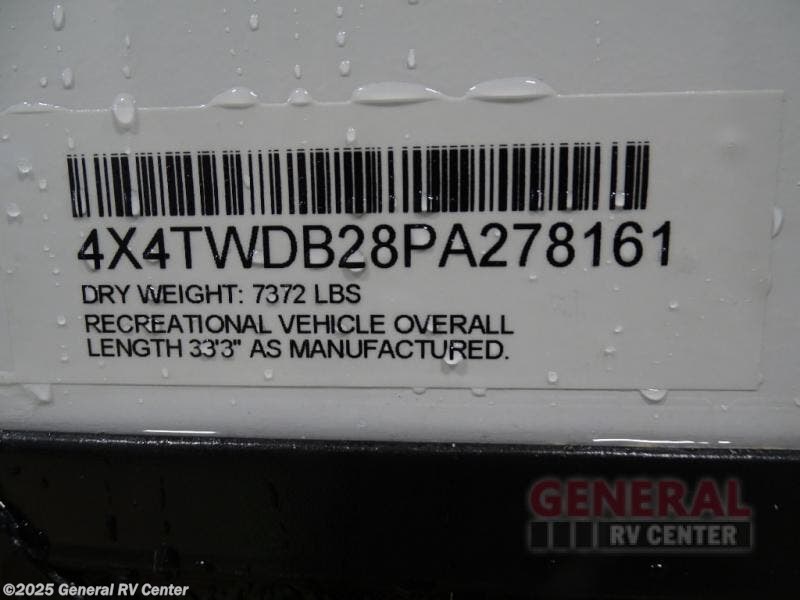 4X4TWDB28PA278161
DRY WEIGHT: 7372 LBS
RECREATIONAL VEHICLE OVERALL
LENGTH 33'3" AS MANUFACTURED.
GENERAL
RV CENTER
©2025 General RV Center